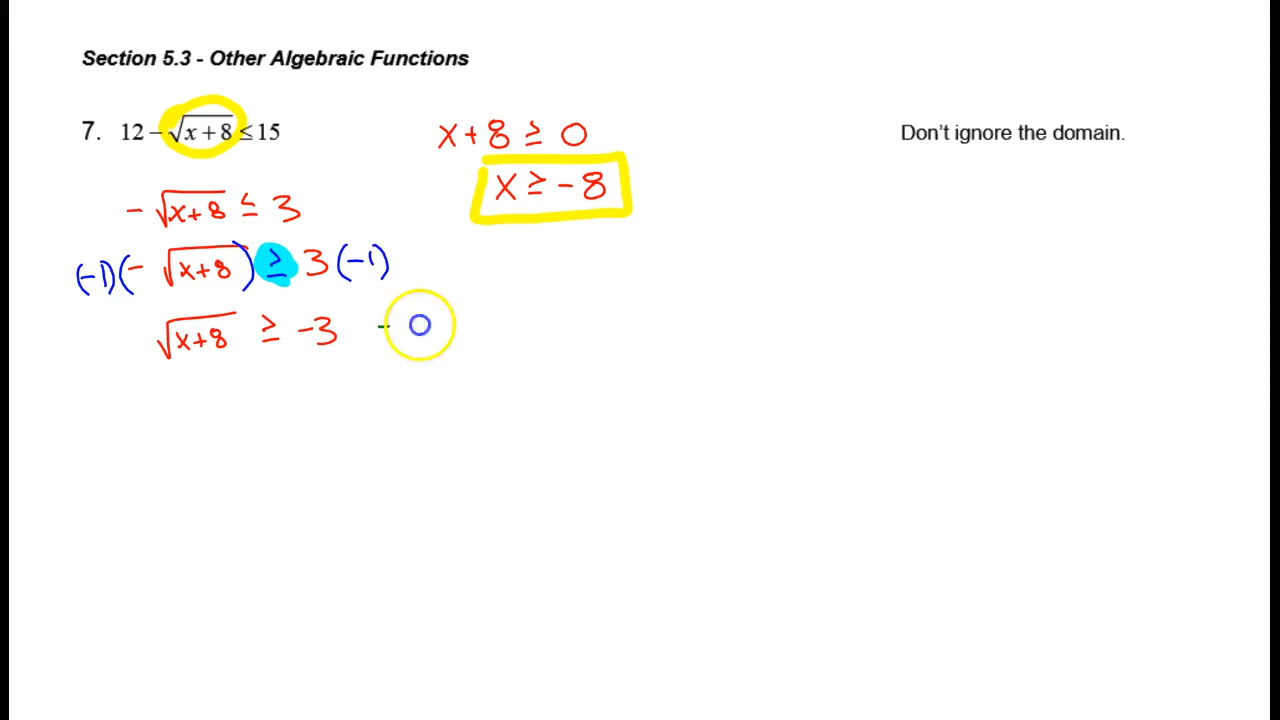 Section 5.3 - Other Algebraic Functions
7. 12 − √(x + 8) ≤ 15
x + 8 ≥ 0
Don't ignore the domain.
x ≥ - 8
- √(x+8) ≤ 3
(-1)(- √(x+8)) ≥ 3 (-1)
√(x+8) ≥ -3 -